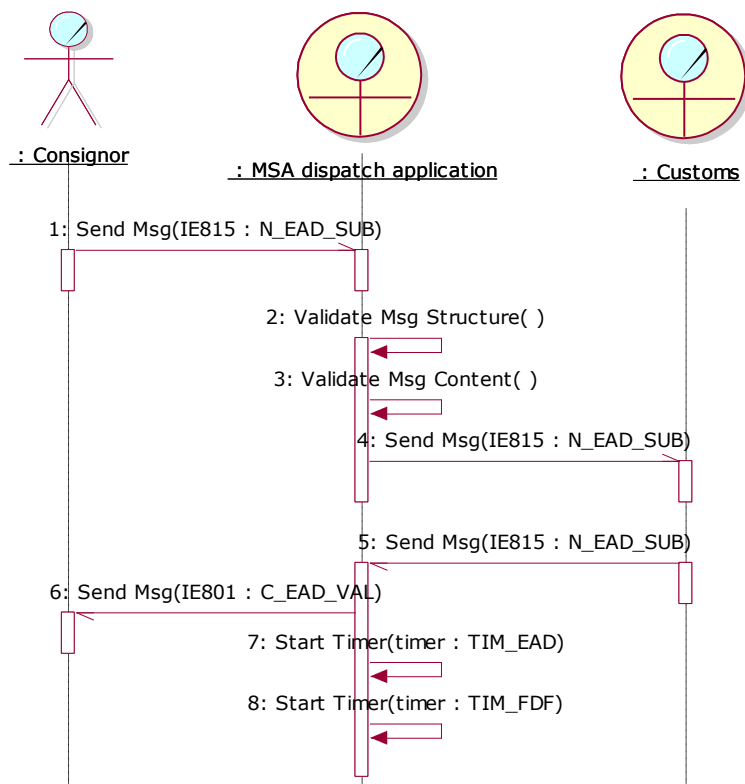 : Consignor
: MSA dispatch application
: Customs
1: Send Msg(IE815 : N_EAD_SUB)
2: Validate Msg Structure( )
3: Validate Msg Content( )
4: Send Msg(IE815 : N_EAD_SUB)
5: Send Msg(IE815 : N_EAD_SUB)
6: Send Msg(IE801 : C_EAD_VAL)
7: Start Timer(timer : TIM_EAD)
8: Start Timer(timer : TIM_FDF)